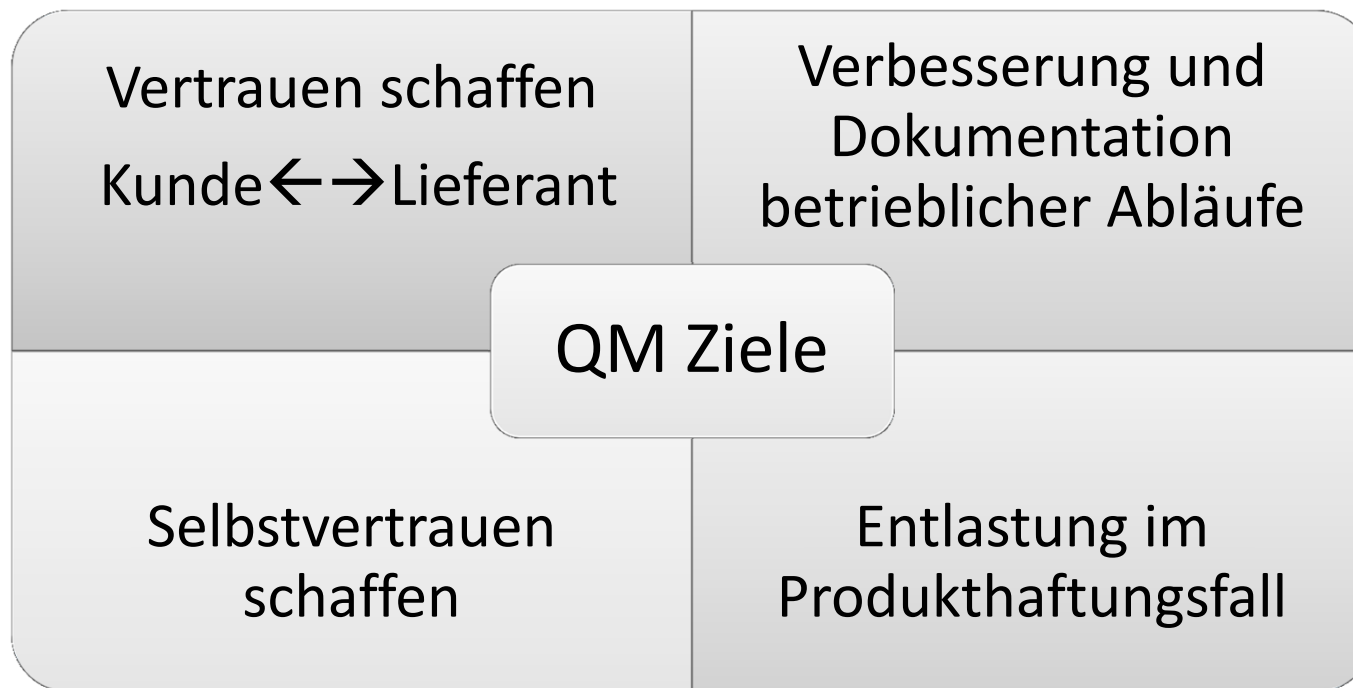 Vertrauen schaffen
Kunde←→Lieferant
Verbesserung und
Dokumentation
betrieblicher Abläufe
QM Ziele
Selbstvertrauen
schaffen
Entlastung im
Produkthaftungsfall